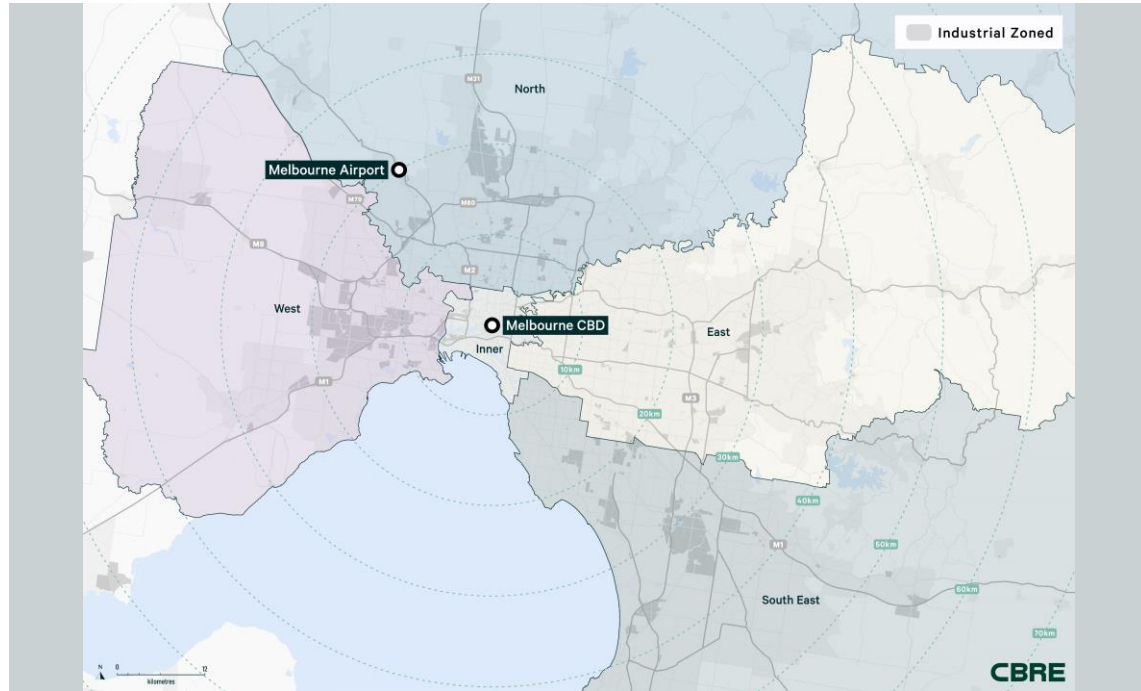 Industrial Zoned
M31
North
Melbourne Airport
M79
M80
M8
M2
West
Melbourne CBD
Inner
East
10km
M1
M3
20km
30km
40km
M1
50km
60km
South East
70km
N
0
12
kilometres
CBRE